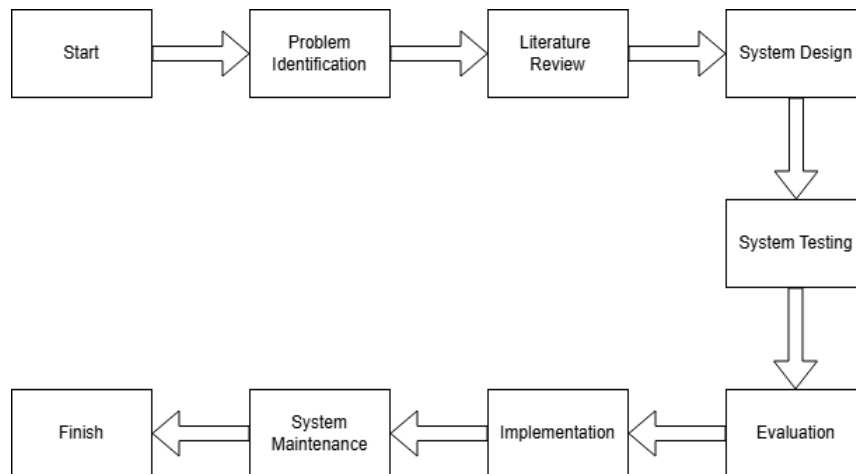 Start
Problem
Identification
Literature
Review
System Design
System Testing
Evaluation
Implementation
System
Maintenance
Finish